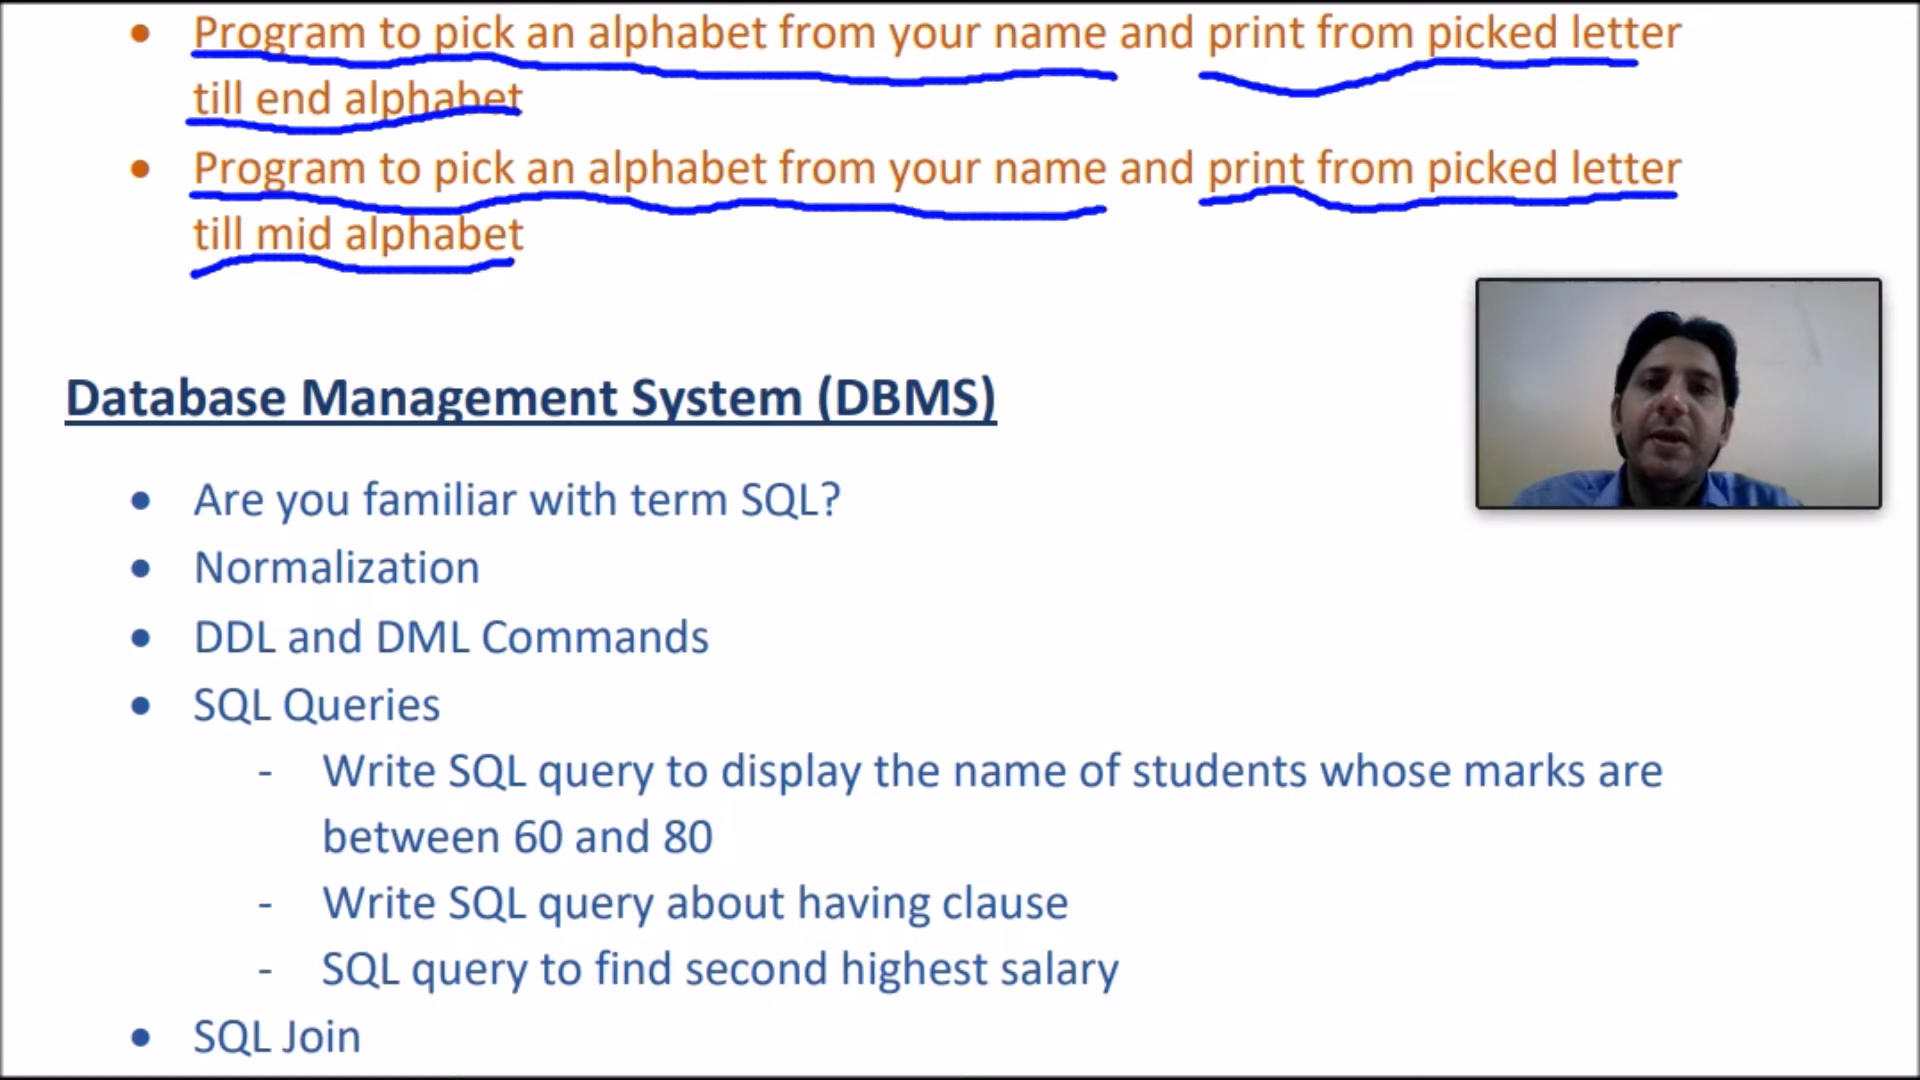 • Program to pick an alphabet from your name and print from picked letter
till end alphabet
• Program to pick an alphabet from your name and print from picked letter
till mid alphabet
Database Management System (DBMS)
• Are you familiar with term SQL?
• Normalization
• DDL and DML Commands
• SQL Queries
- Write SQL query to display the name of students whose marks are
between 60 and 80
- Write SQL query about having clause
- SQL query to find second highest salary
• SQL Join